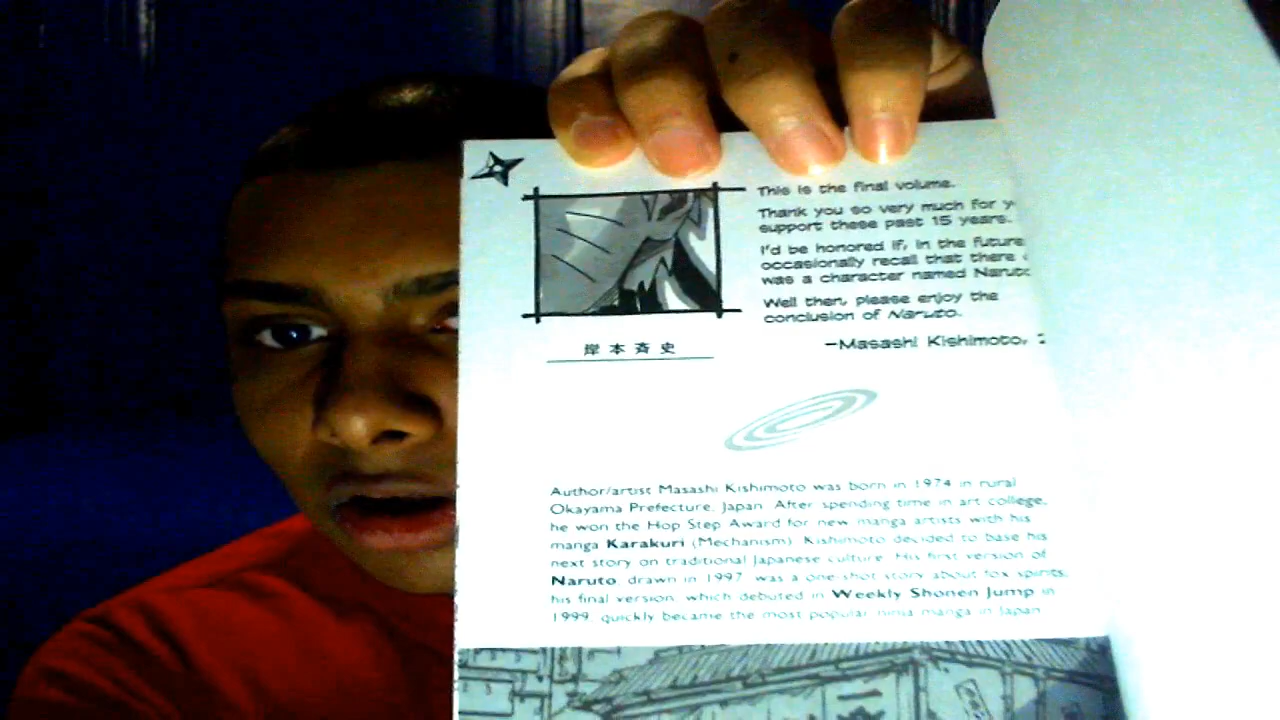 This is the final volume.
Thank you so very much for y
support these past 15 years.
I'd be honored if, in the future
occasionally recall that there
was a character named Naruto
Well then, please enjoy the
conclusion of Naruto.
—Masashi Kishimoto,
岸本斉史
Author/artist Masashi Kishimoto was born in 1974 in rural
Okayama Prefecture, Japan. After spending time in art college,
he won the Hop Step Award for new manga artists with his
manga Karakuri (Mechanism). Kishimoto decided to base his
next story on traditional Japanese culture. His first version of
Naruto, drawn in 1997, was a one-shot story about fox spirits;
his final version, which debuted in Weekly Shonen Jump in
1999, quickly became the most popular ninja manga in Japan.